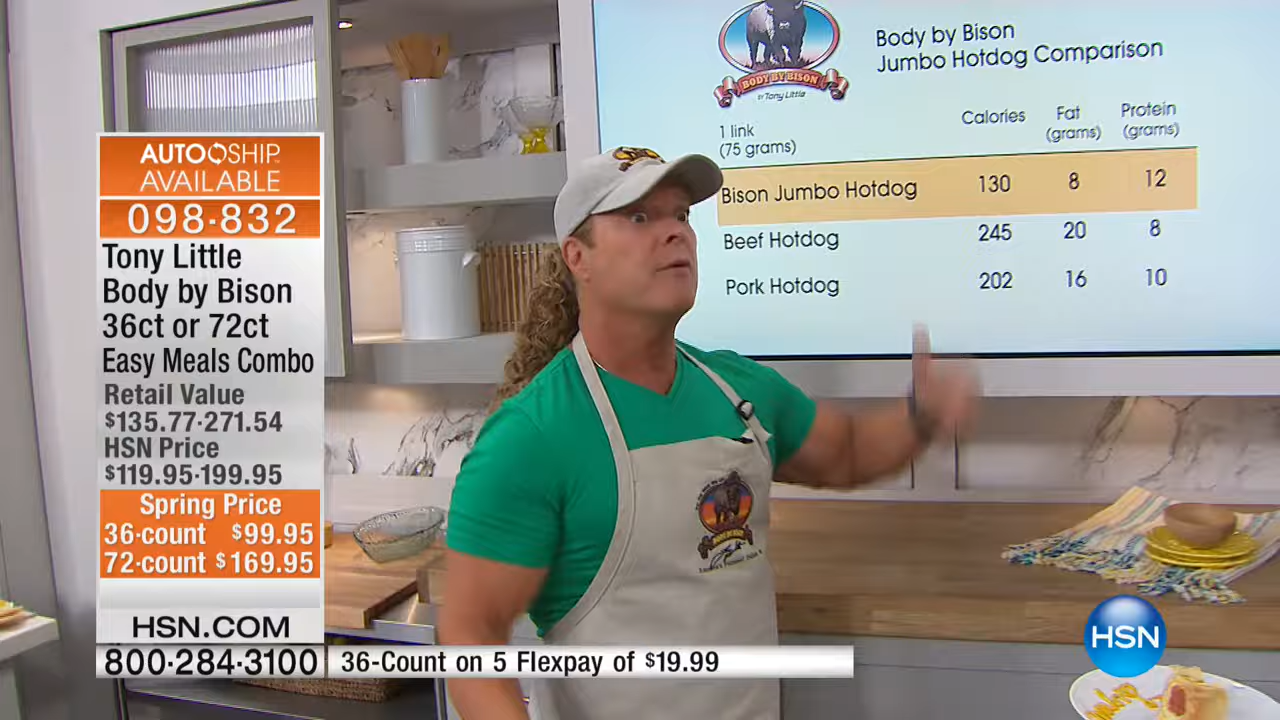 AUTOSHIP
AVAILABLE
098-832
Tony Little
Body by Bison
36ct or 72ct
Easy Meals Combo
Retail Value
$135.77-271.54
HSN Price
$119.95-199.95
Spring Price
36-count $99.95
72-count $169.95
HSN.COM
800-284-3100
36-Count on 5 Flexpay of $19.99
BODY BY BISON
BY Tony Little
Body by Bison
Jumbo Hotdog Comparison
1 link
(75 grams)
Calories
Fat
(grams)
Protein
(grams)
Bison Jumbo Hotdog 130 8 12
Beef Hotdog 245 20 8
Pork Hotdog 202 16 10
HSN